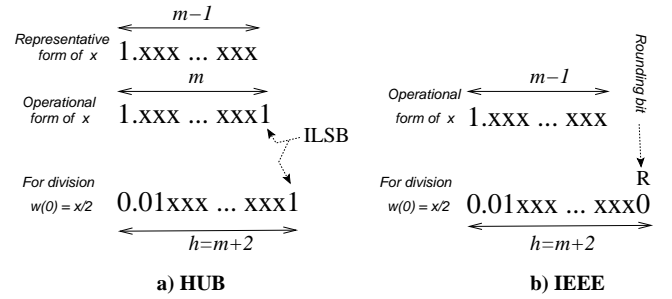 m−1
Representative
form of x
1.xxx ... xxx
m
Operational
form of x
1.xxx ... xxx1
ILSB
For division
w(0) = x/2
0.01xxx ... xxx1
h=m+2
a) HUB
Rounding bit
m−1
Operational
form of x
1.xxx ... xxx
R
For division
w(0) = x/2
0.01xxx ... xxx0
h=m+2
b) IEEE